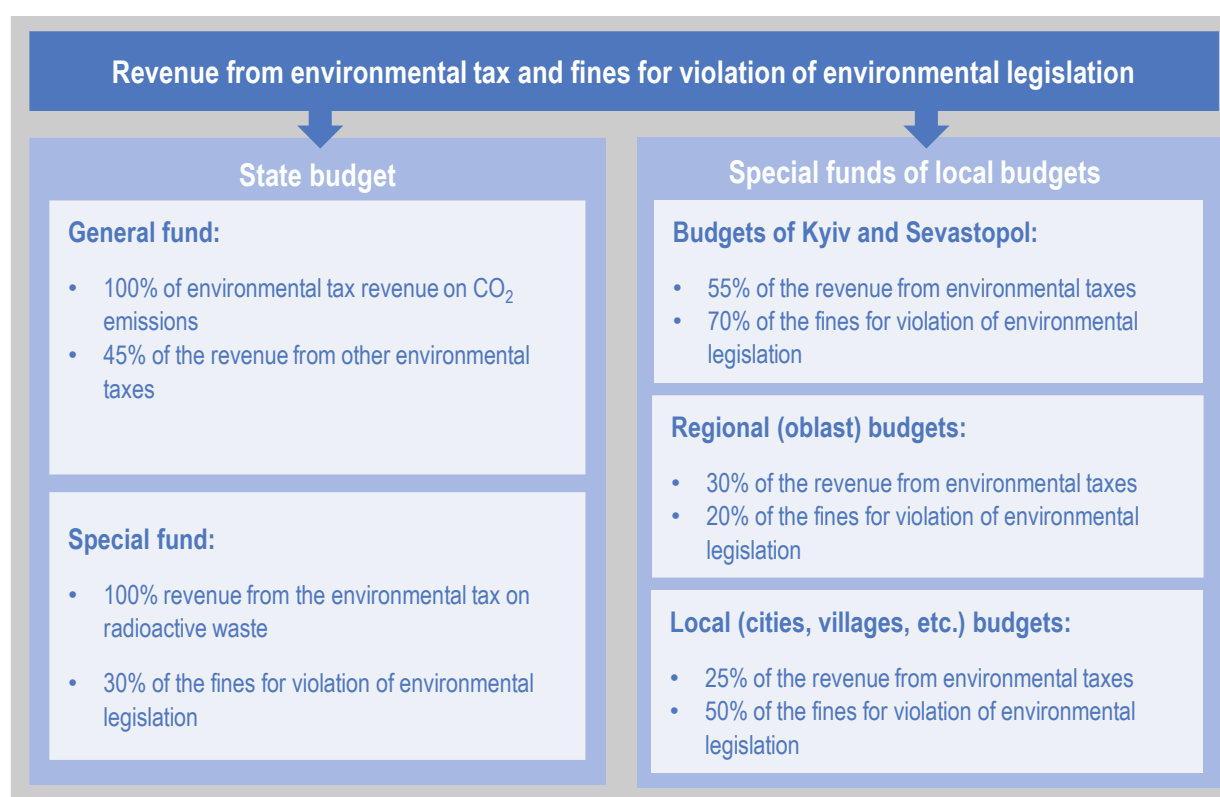 Revenue from environmental tax and fines for violation of environmental legislation
State budget
General fund:
• 100% of environmental tax revenue on CO₂
emissions
• 45% of the revenue from other environmental
taxes
Special fund:
• 100% revenue from the environmental tax on
radioactive waste
• 30% of the fines for violation of environmental
legislation
Special funds of local budgets
Budgets of Kyiv and Sevastopol:
• 55% of the revenue from environmental taxes
• 70% of the fines for violation of environmental
legislation
Regional (oblast) budgets:
• 30% of the revenue from environmental taxes
• 20% of the fines for violation of environmental
legislation
Local (cities, villages, etc.) budgets:
• 25% of the revenue from environmental taxes
• 50% of the fines for violation of environmental
legislation